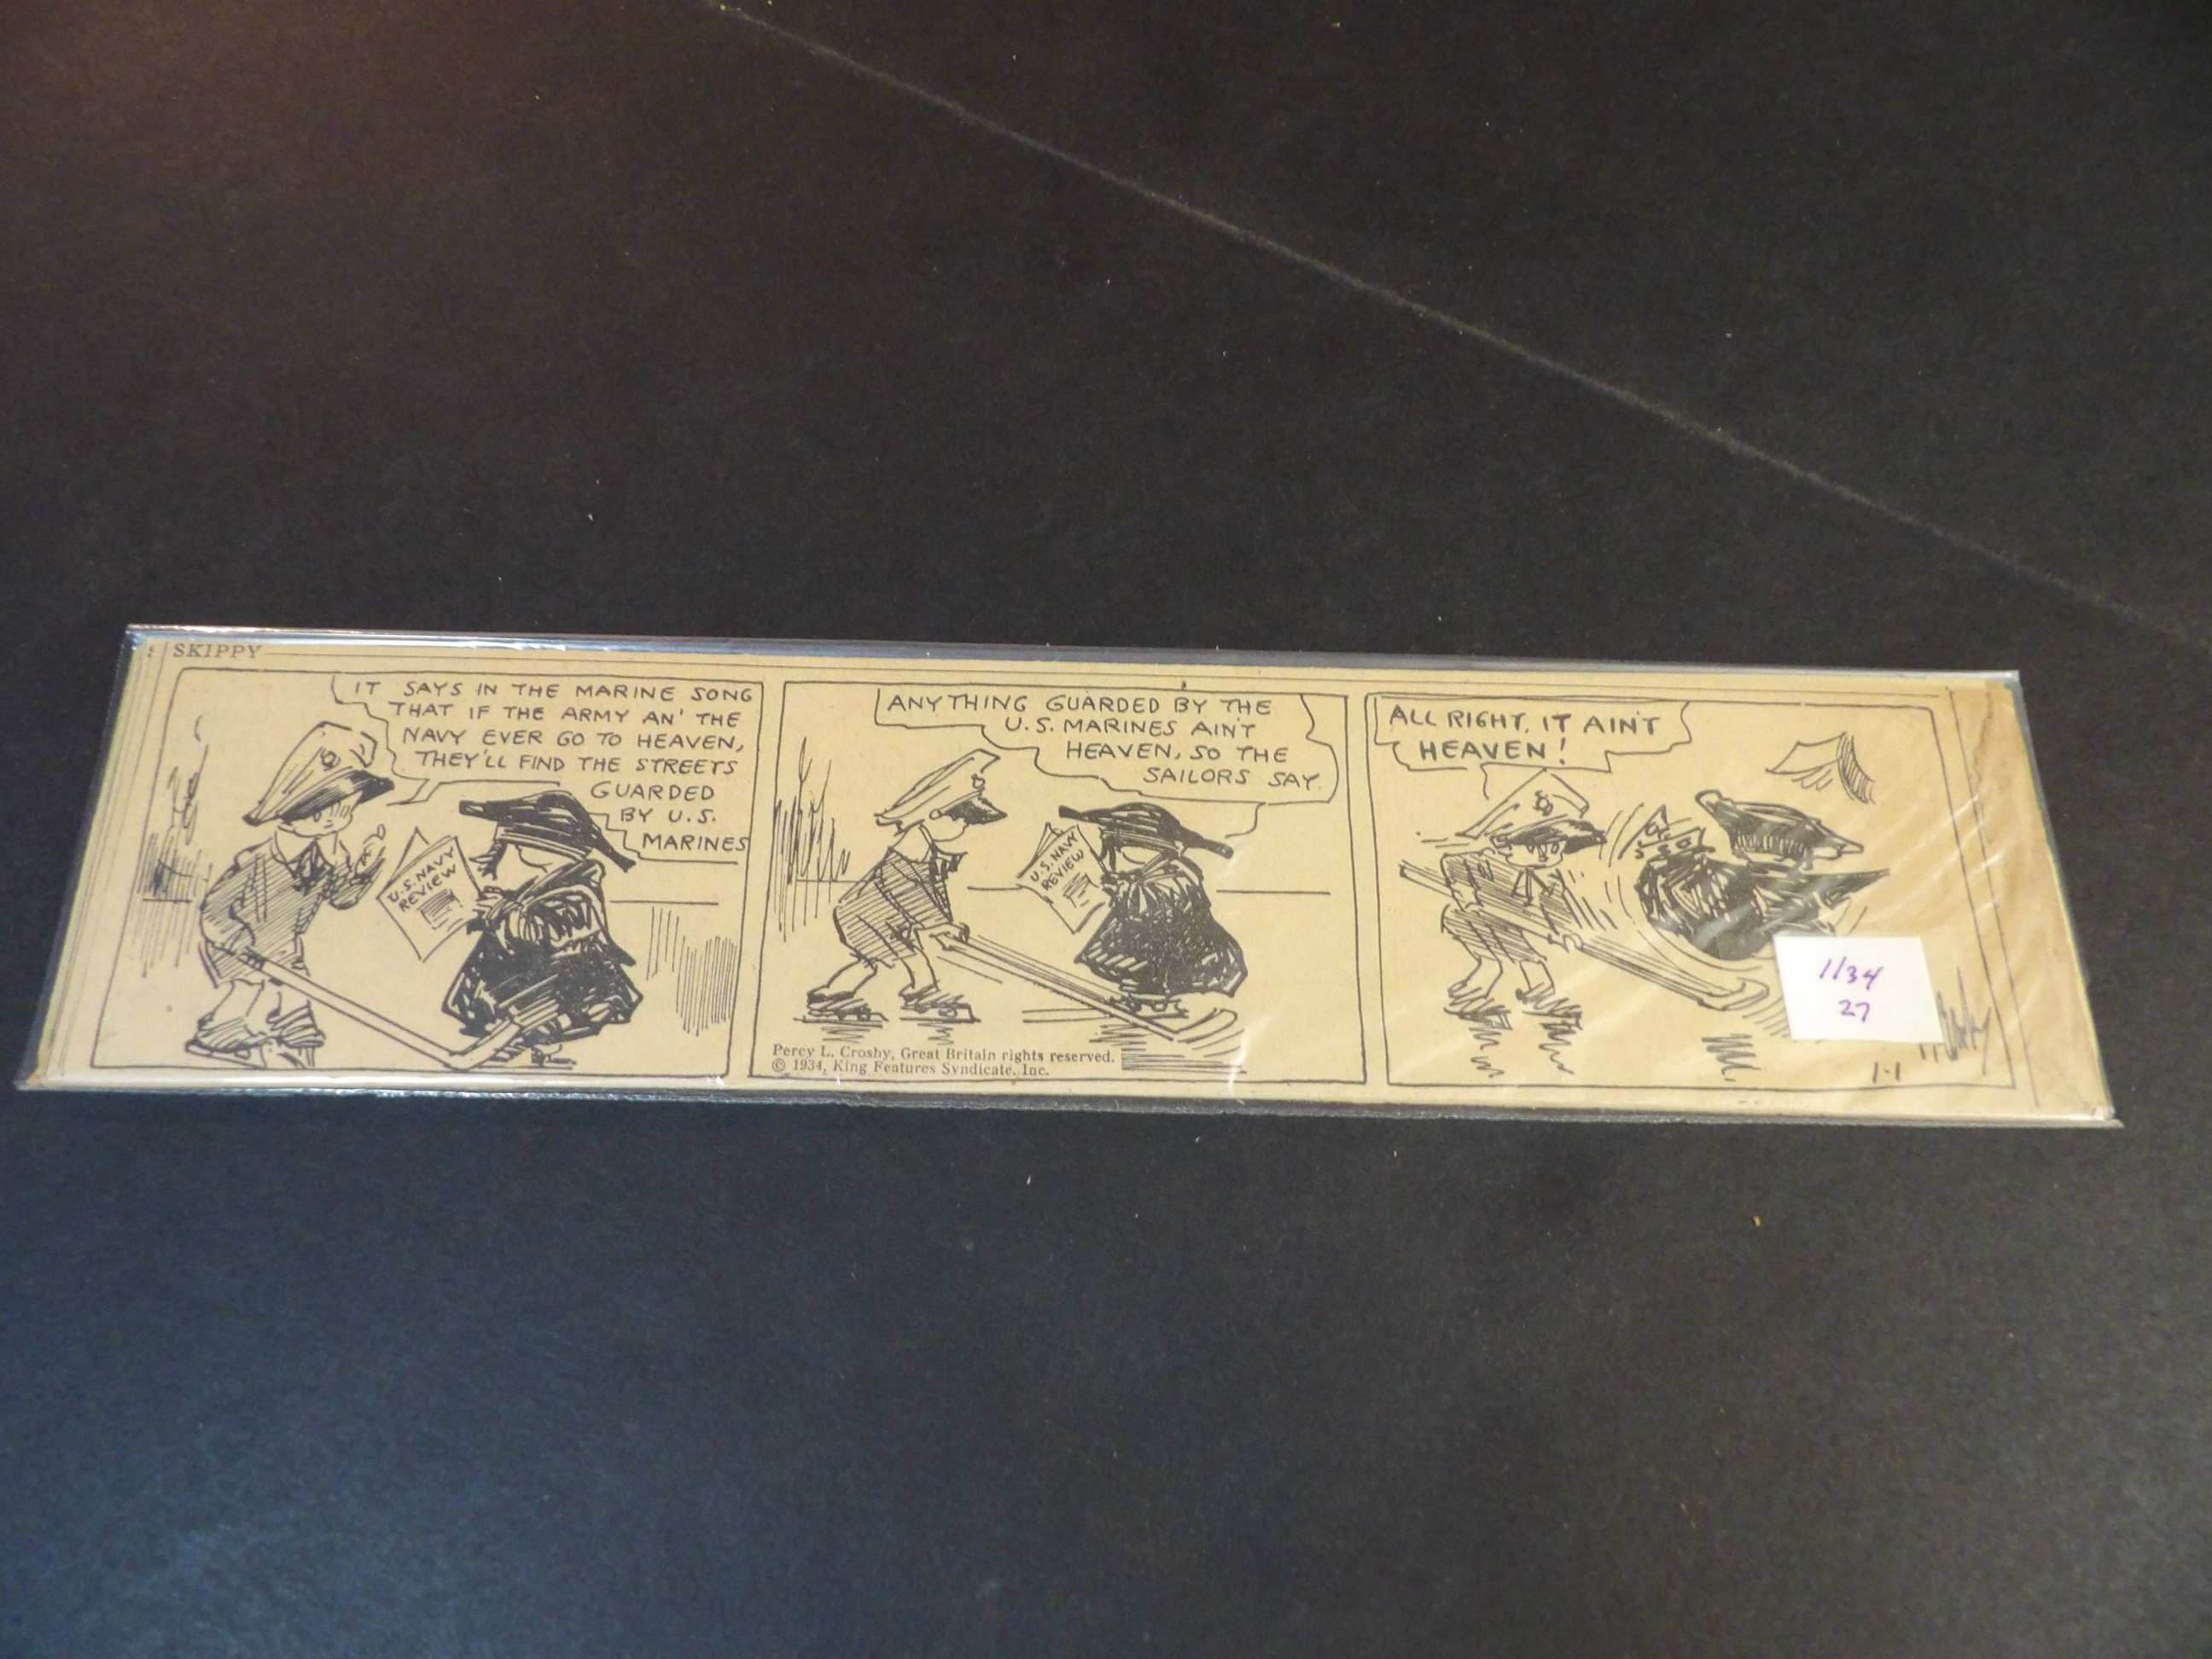 SKIPPY
IT SAYS IN THE MARINE SONG
THAT IF THE ARMY AN' THE
NAVY EVER GO TO HEAVEN,
THEY'LL FIND THE STREETS
GUARDED
BY U.S.
MARINES
U.S. NAVY
REVIEW
ANYTHING GUARDED BY THE
U.S. MARINES AIN'T
HEAVEN, SO THE
SAILORS SAY.
U.S. NAVY
REVIEW
Percy L. Crosby, Great Britain rights reserved.
© 1934, King Features Syndicate, Inc.
ALL RIGHT, IT AIN'T
HEAVEN!
1/34
27
1-1